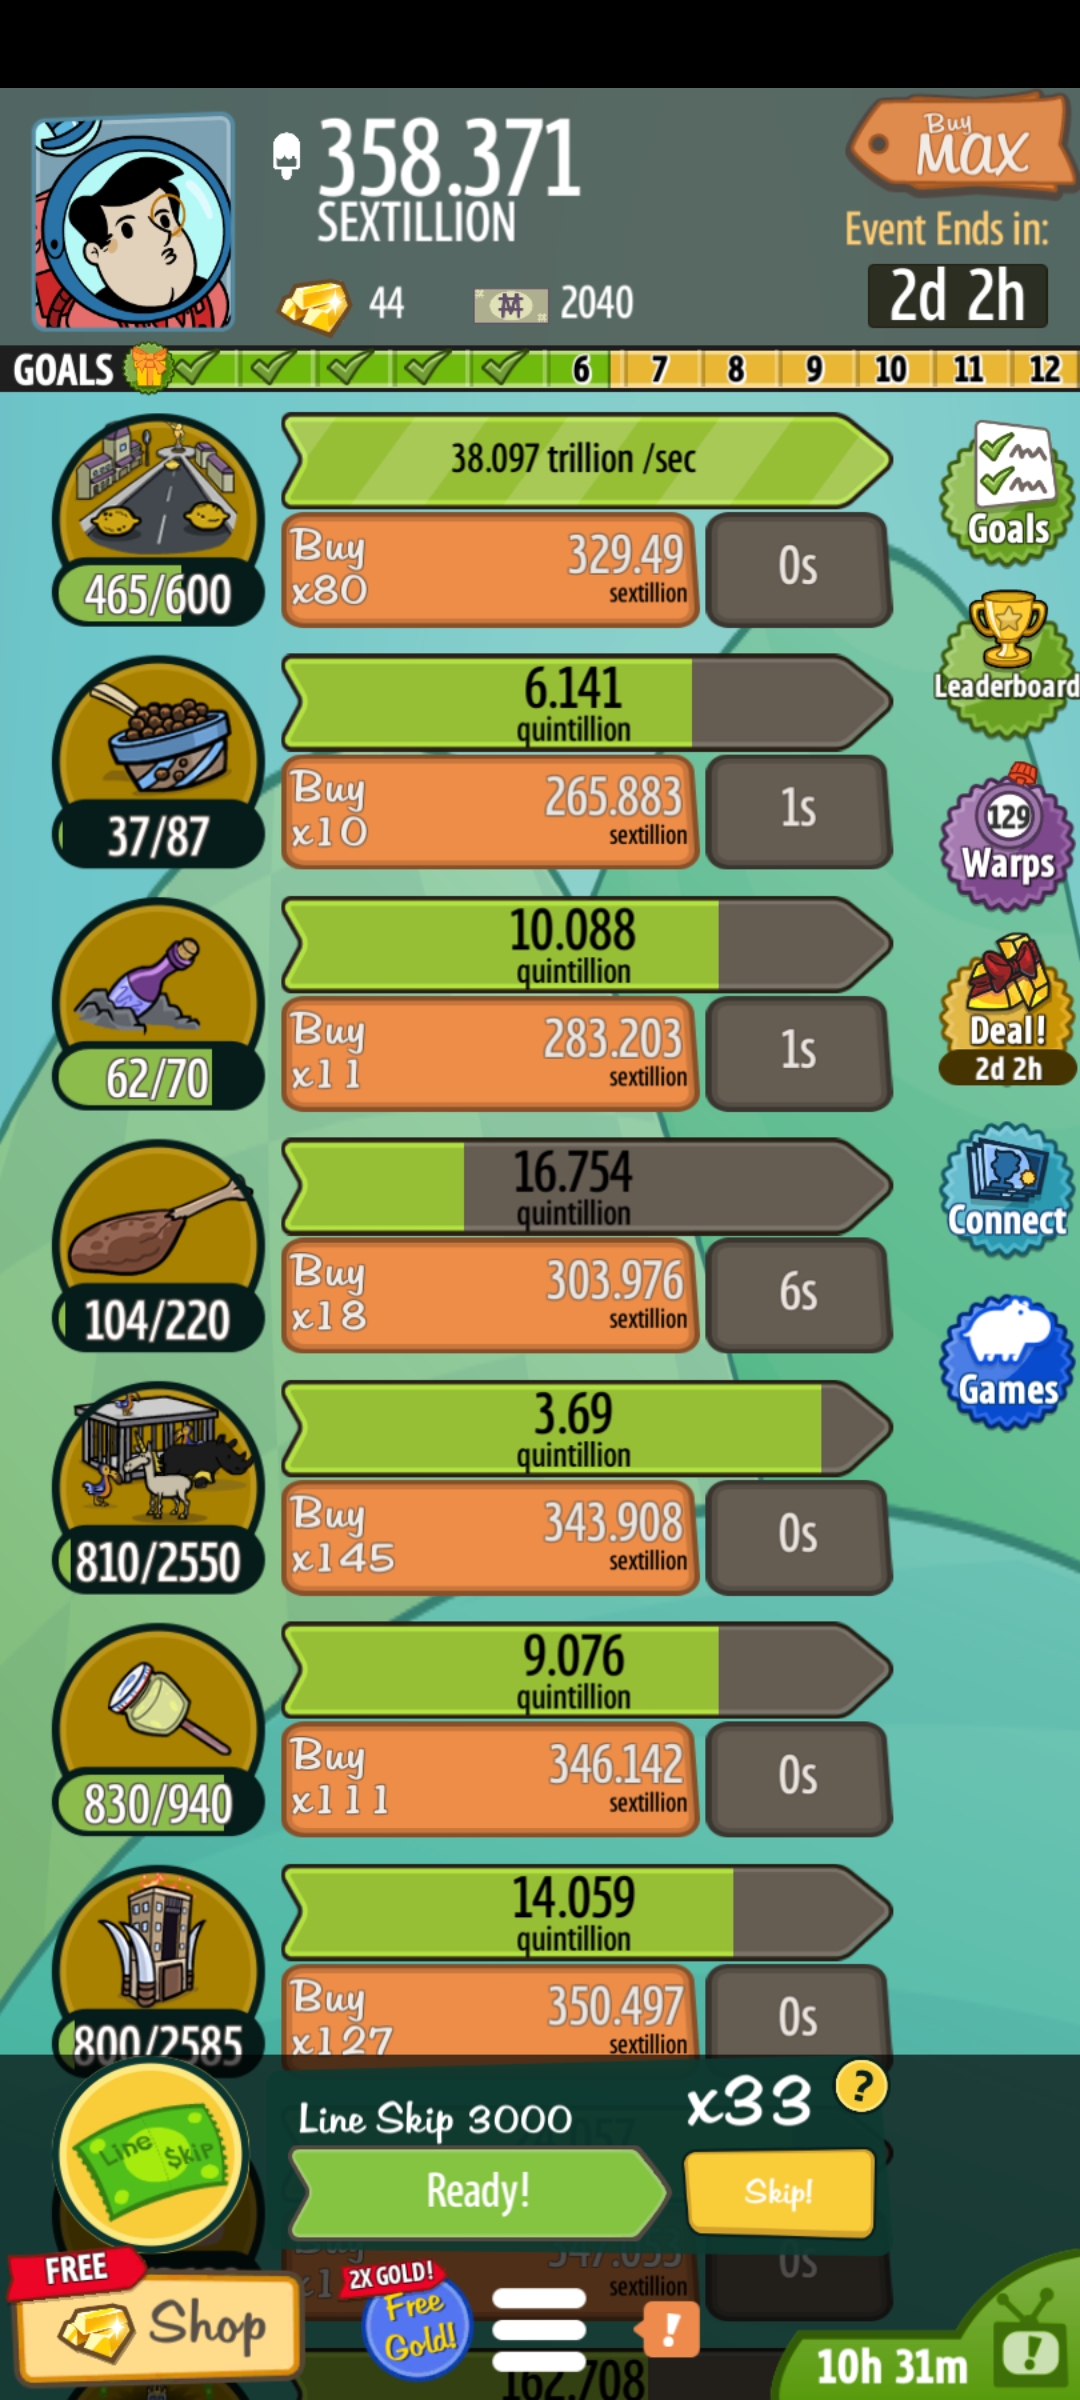 358.371
SEXTILLION
44
2040
Buy
MAX
Event Ends in:
2d 2h
GOALS 6 7 8 9 10 11 12
38.097 trillion /sec
465/600
Buy
x80
329.49
sextillion
0s
Goals
6.141
quintillion
37/87
Buy
x10
265.883
sextillion
1s
Leaderboard
10.088
quintillion
62/70
Buy
x11
283.203
sextillion
1s
129
Warps
Deal!
2d 2h
16.754
quintillion
104/220
Buy
x18
303.976
sextillion
6s
Connect
Games
3.69
quintillion
810/2550
Buy
x145
343.908
sextillion
0s
9.076
quintillion
830/940
Buy
x111
346.142
sextillion
0s
14.059
quintillion
800/2585
Buy
x127
350.497
sextillion
0s
Line Skip
Line Skip 3000
x33
?
Ready!
Skip!
sextillion
0s
FREE
Shop
2X GOLD!
Free
Gold!
!
162.708
10h 31m
!